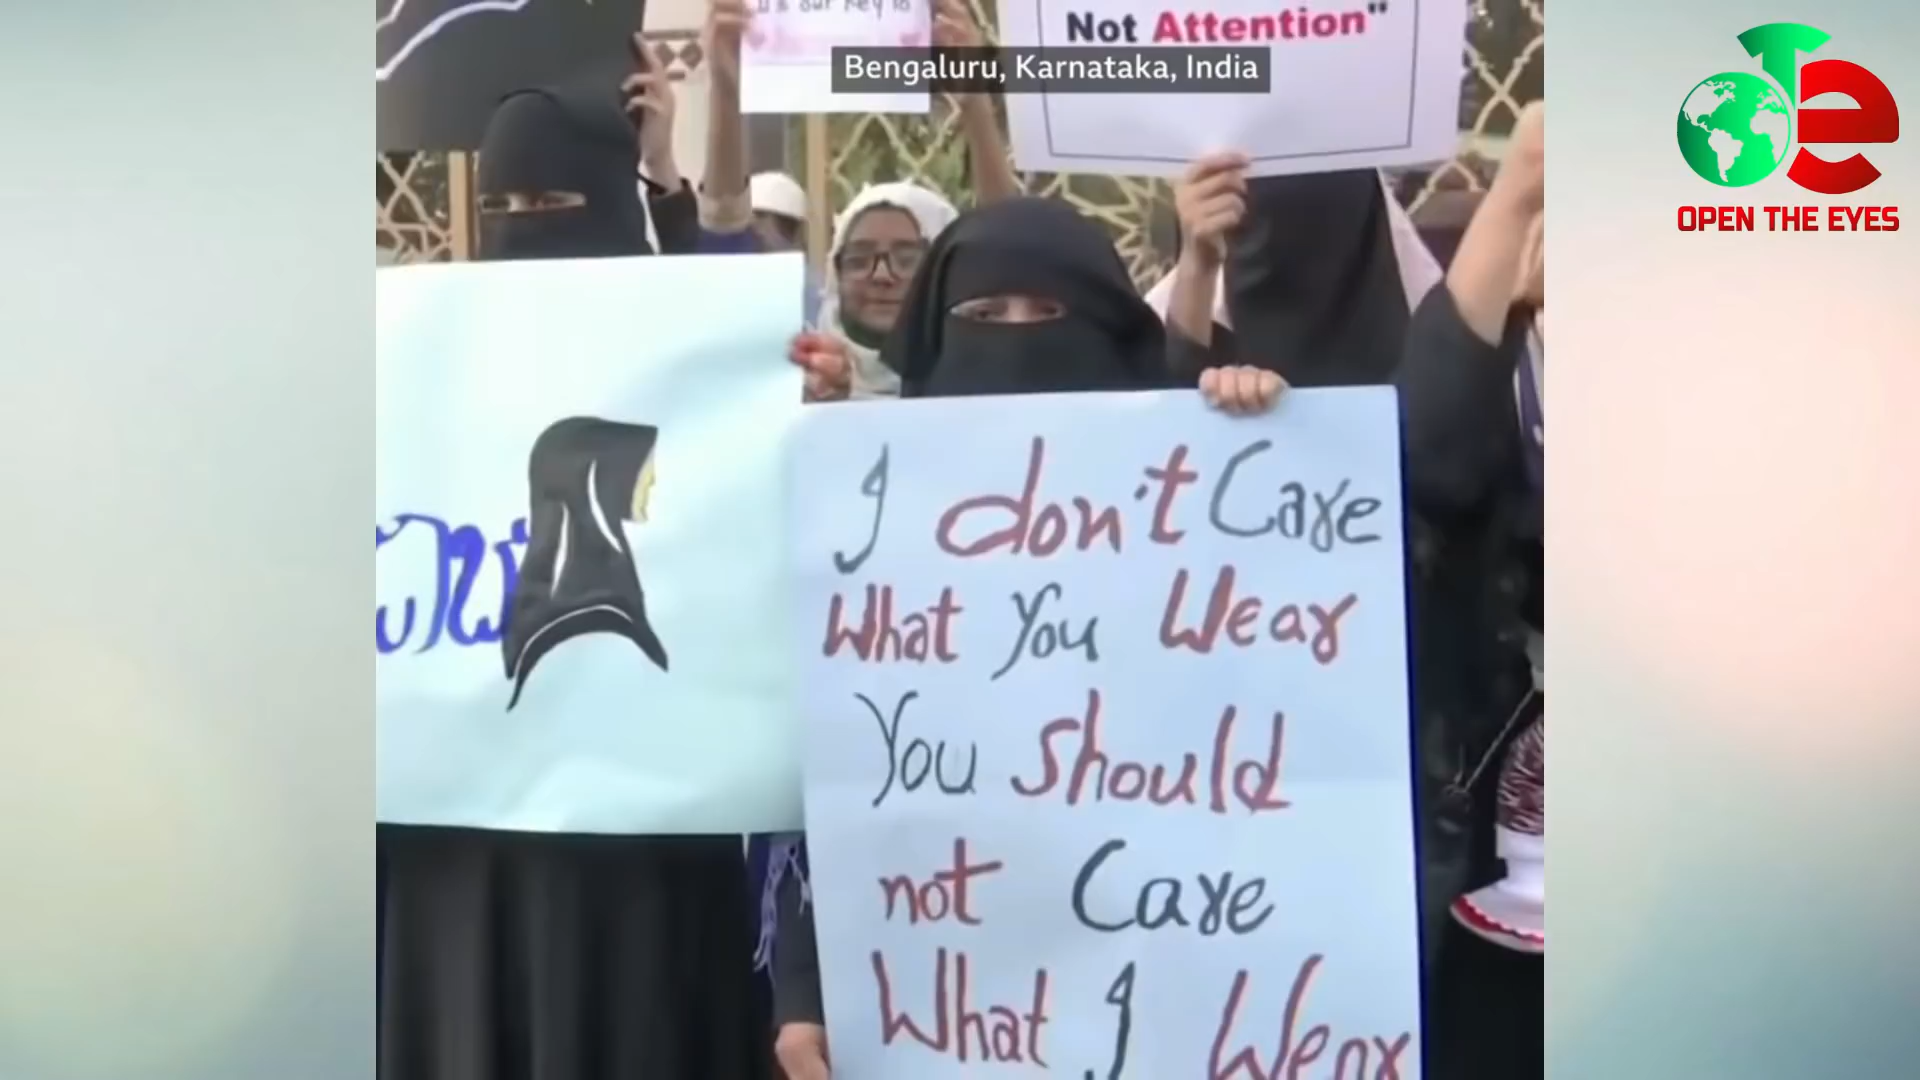 Not Attention"
Bengaluru, Karnataka, India
OPEN THE EYES
I don't Care
What You Wear
You Should
not Care
What I Wear